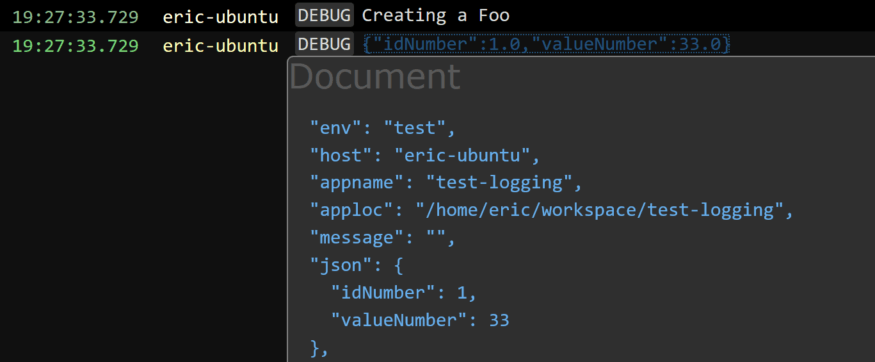 19:27:33.729 eric-ubuntu DEBUG Creating a Foo
19:27:33.729 eric-ubuntu DEBUG {"idNumber":1.0,"valueNumber":33.0}
Document
"env": "test",
"host": "eric-ubuntu",
"appname": "test-logging",
"apploc": "/home/eric/workspace/test-logging",
"message": "",
"json": {
"idNumber": 1,
"valueNumber": 33
},